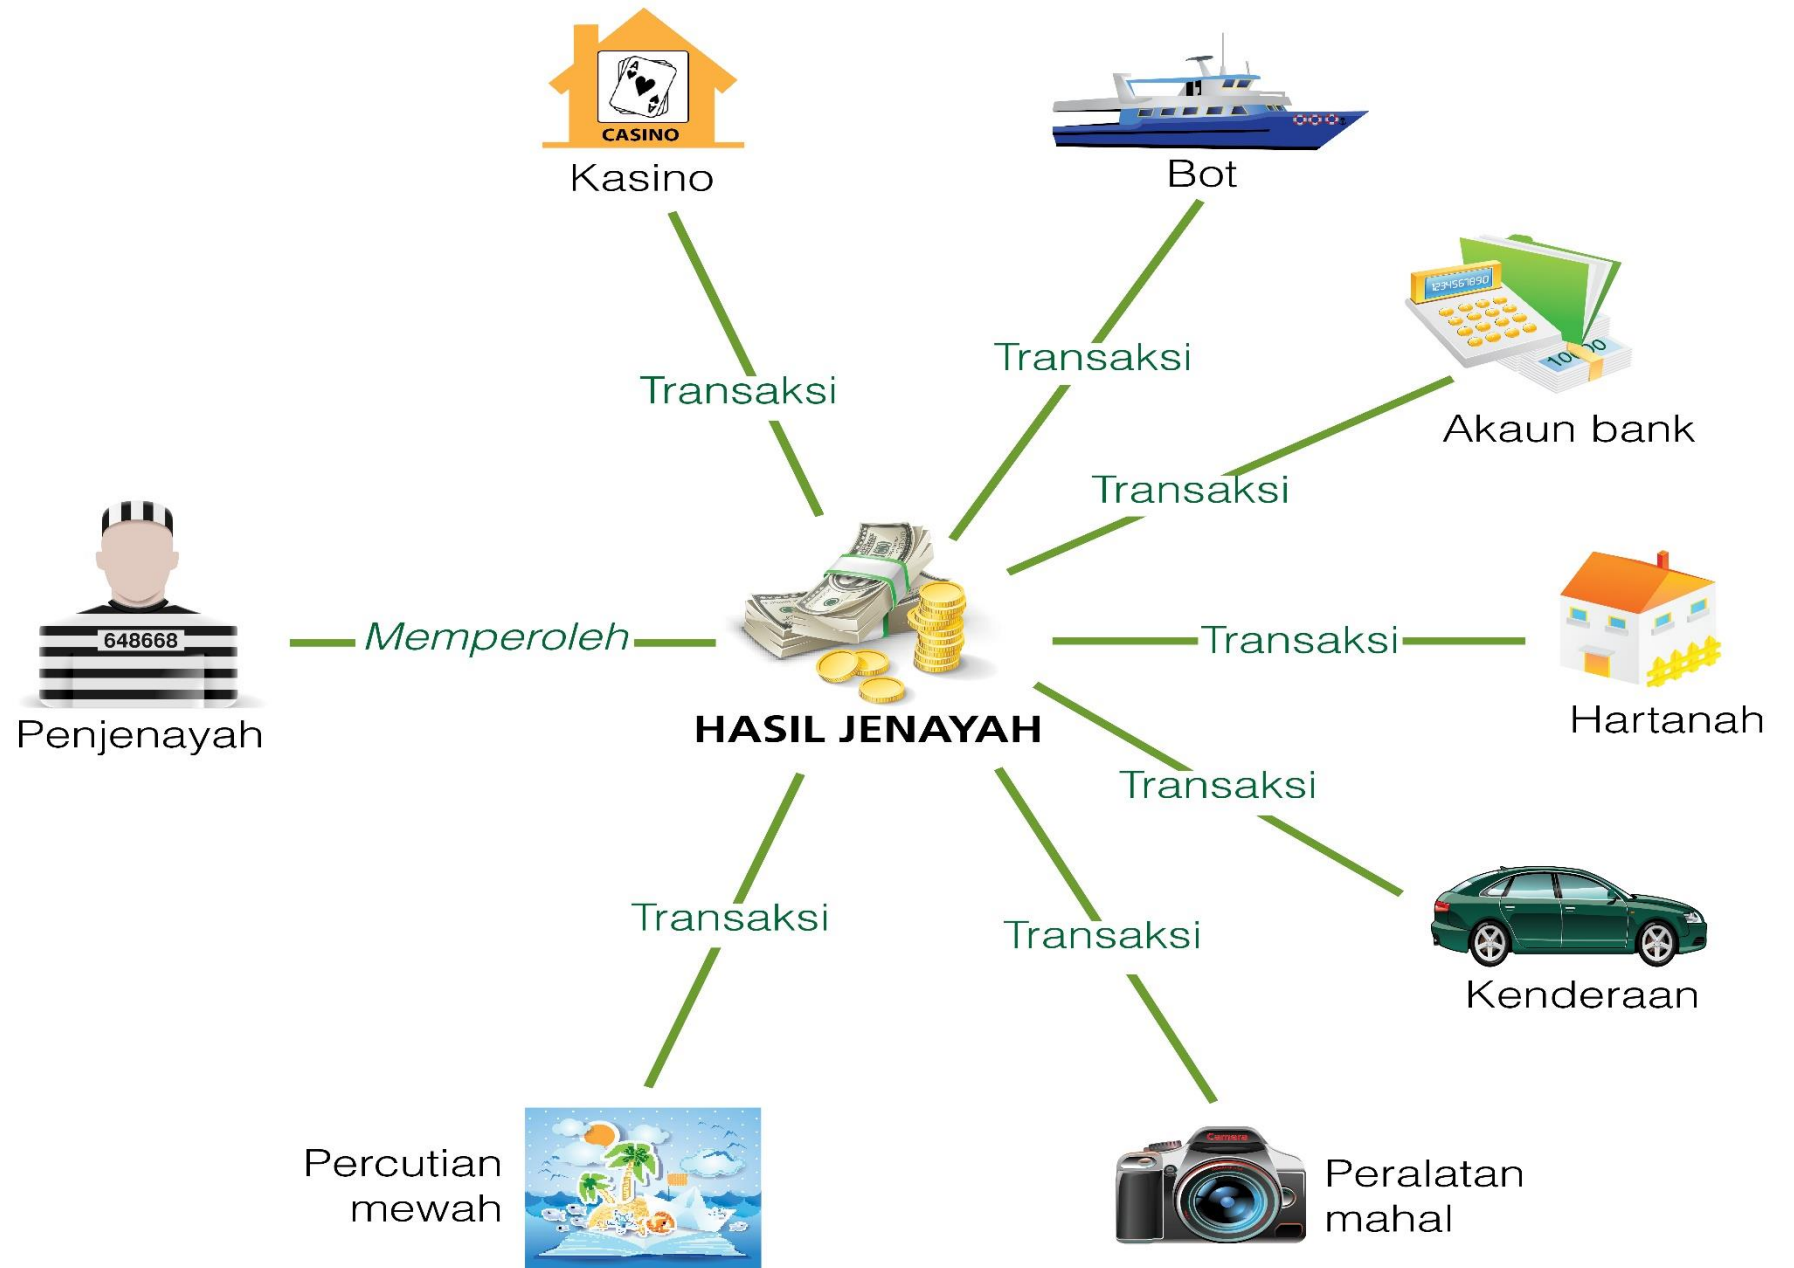 CASINO
Kasino
Bot
1234567890
Akaun bank
Transaksi
Transaksi
Transaksi
648668
Penjenayah
Memperoleh
HASIL JENAYAH
Transaksi
Hartanah
Transaksi
Kenderaan
Transaksi
Transaksi
Percutian
mewah
Camera
Peralatan
mahal